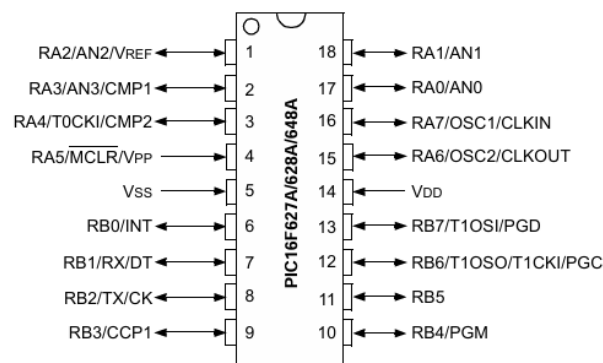 RA2/AN2/VREF 1 18 RA1/AN1
RA3/AN3/CMP1 2 17 RA0/AN0
RA4/T0CKI/CMP2 3 16 RA7/OSC1/CLKIN
RA5/MCLR/VPP 4 15 RA6/OSC2/CLKOUT
VSS 5 14 VDD
RB0/INT 6 13 RB7/T1OSI/PGD
RB1/RX/DT 7 12 RB6/T1OSO/T1CKI/PGC
RB2/TX/CK 8 11 RB5
RB3/CCP1 9 10 RB4/PGM
PIC16F627A/628A/648A